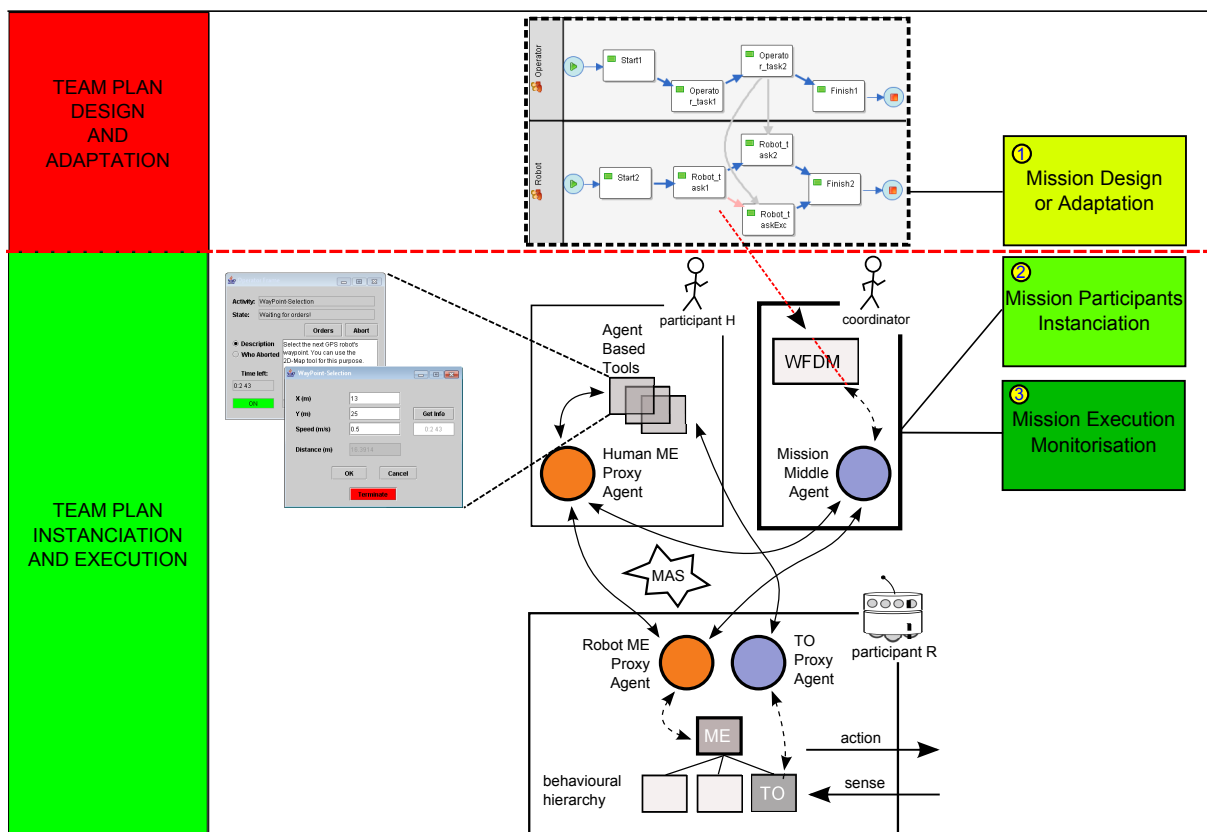 TEAM PLAN
DESIGN
AND
ADAPTATION
Operator
Start1
Operato
r_task1
Operato
r_task2
Finish1
Robot
Start2
Robot_t
ask1
Robot_t
ask2
Robot_t
askExc
Finish2
1
Mission Design
or Adaptation
2
Mission Participants
Instanciation
3
Mission Execution
Monitorisation
TEAM PLAN
INSTANCIATION
AND EXECUTION
Activity: WayPoint-Selection
State: Waiting for orders!
Orders Abort
Description
Who Aborted
Select the next GPS robot's
waypoint. You can use the
2D-Map tool for this purpose.
Time left:
0:2 43
ON
WayPoint-Selection
X (m) 13
Y (m) 25 Get Info
Speed (m/s) 0.5 0.2 43
Distance (m)
OK Cancel
Terminate
participant H
Agent
Based
Tools
Human ME
Proxy
Agent
coordinator
WFDM
Mission
Middle
Agent
MAS
participant R
Robot ME
Proxy
Agent
TO
Proxy
Agent
ME
TO
behavioural
hierarchy
action
sense